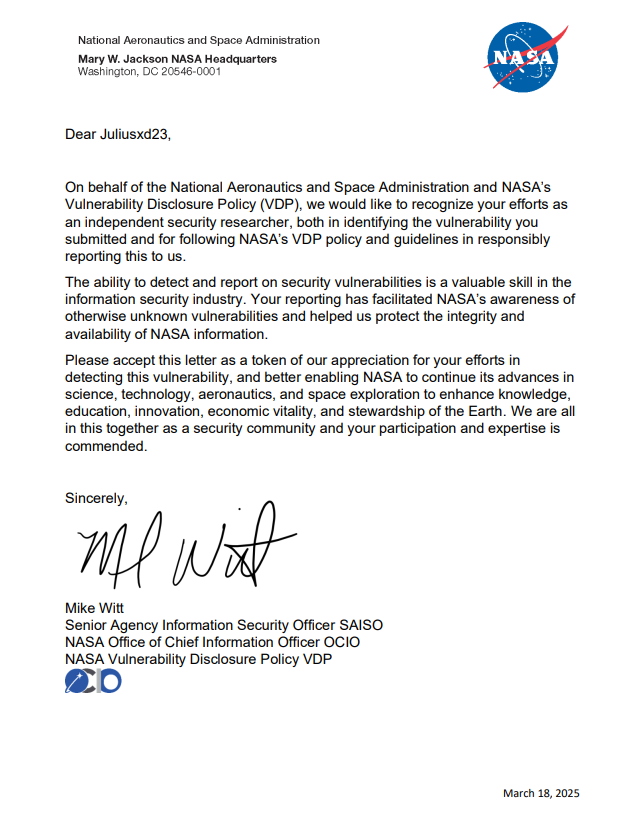 National Aeronautics and Space Administration
Mary W. Jackson NASA Headquarters
Washington, DC 20546-0001
NASA
Dear Juliusxd23,
On behalf of the National Aeronautics and Space Administration and NASA’s
Vulnerability Disclosure Policy (VDP), we would like to recognize your efforts as
an independent security researcher, both in identifying the vulnerability you
submitted and for following NASA’s VDP policy and guidelines in responsibly
reporting this to us.
The ability to detect and report on security vulnerabilities is a valuable skill in the
information security industry. Your reporting has facilitated NASA’s awareness of
otherwise unknown vulnerabilities and helped us protect the integrity and
availability of NASA information.
Please accept this letter as a token of our appreciation for your efforts in
detecting this vulnerability, and better enabling NASA to continue its advances in
science, technology, aeronautics, and space exploration to enhance knowledge,
education, innovation, economic vitality, and stewardship of the Earth. We are all
in this together as a security community and your participation and expertise is
commended.
Sincerely,
Mike Witt
Senior Agency Information Security Officer SAISO
NASA Office of Chief Information Officer OCIO
NASA Vulnerability Disclosure Policy VDP
OCIO
March 18, 2025